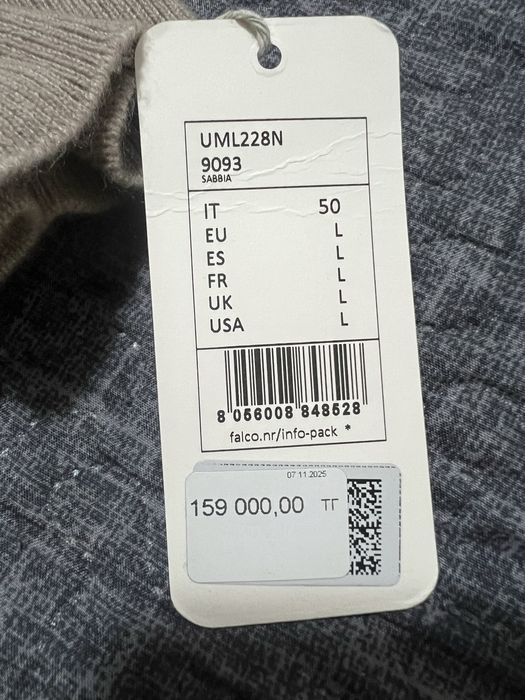 UML228N
9093
SABBIA
IT 50
EU L
ES L
FR L
UK L
USA L
8 056008 848528
falco.nr/info-pack *
07 11 2025
159 000,00 тг